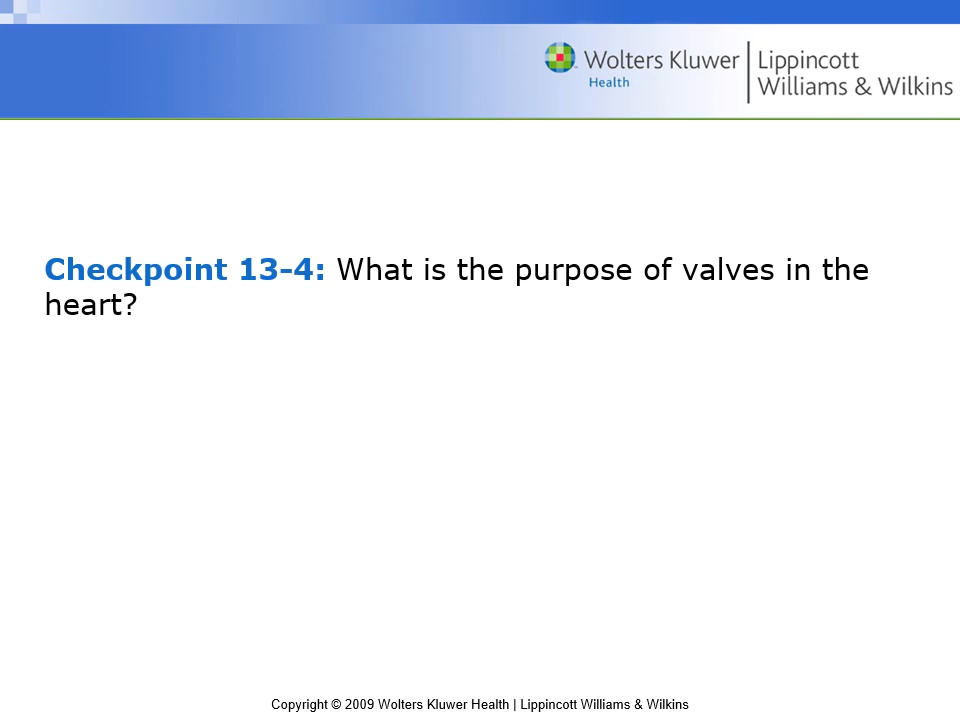 Wolters Kluwer
Health
Lippincott
Williams & Wilkins
Checkpoint 13-4: What is the purpose of valves in the
heart?
Copyright © 2009 Wolters Kluwer Health | Lippincott Williams & Wilkins